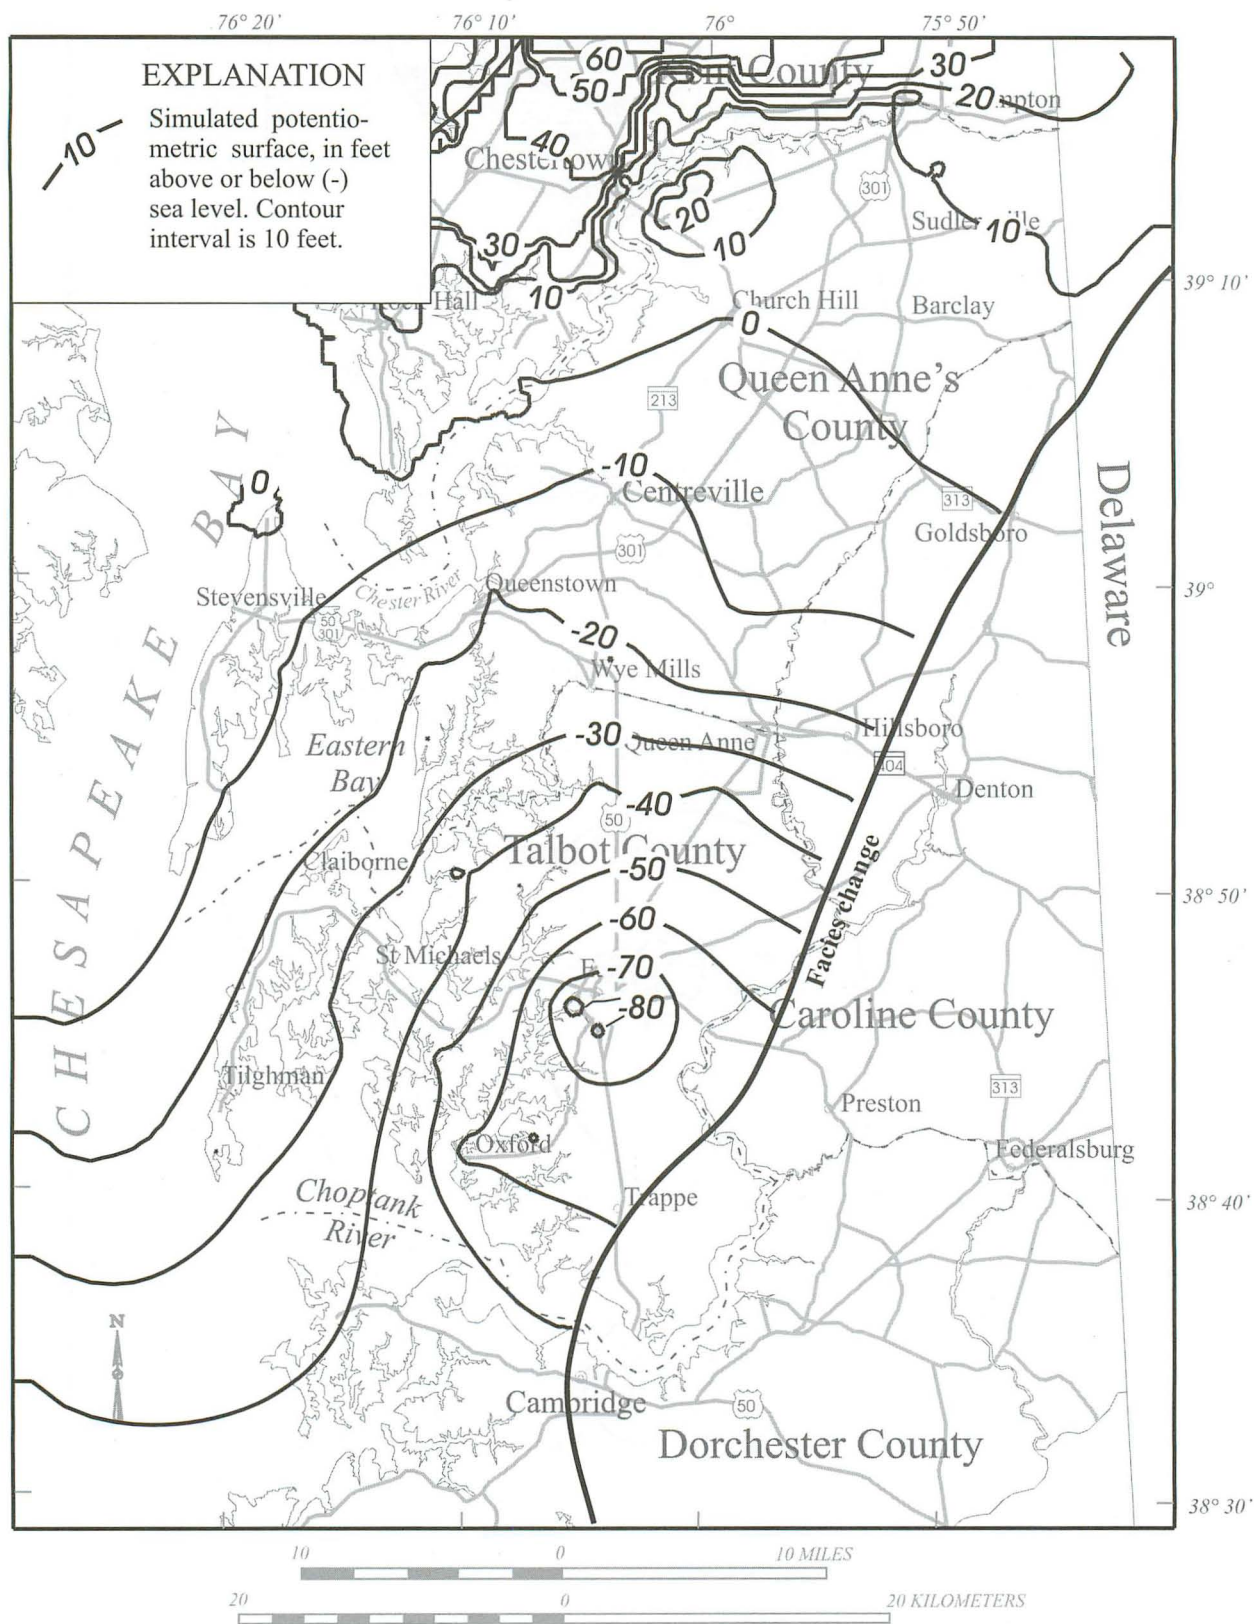 76° 20’
76° 10’
76°
75° 50’
EXPLANATION
-10
Simulated potentio-
metric surface, in feet
above or below (-)
sea level. Contour
interval is 10 feet.
60
50
County
30
20
40
30
20
10
10
10
301
Hall
Church Hill
Barclay
39° 10’
0
Queen Anne’s
County
213
BAY
0
-10
Centreville
313
Goldsboro
Delaware
301
Chester River
Queenstown
39°
Stevensville
50
301
-20
Wye Mills
CHESAPEAKE
Eastern
Bay
-30
Queen Anne
Hillsboro
404
Denton
-40
50
Claiborne
Talbot County
-50
Facies change
38° 50’
-60
St Michaels
-70
-80
Caroline County
Tilghman
Preston
313
Oxford
Federalsburg
Choptank
River
Trappe
38° 40’
N
Cambridge
50
Dorchester County
38° 30’
10
0
10 MILES
20
0
20 KILOMETERS